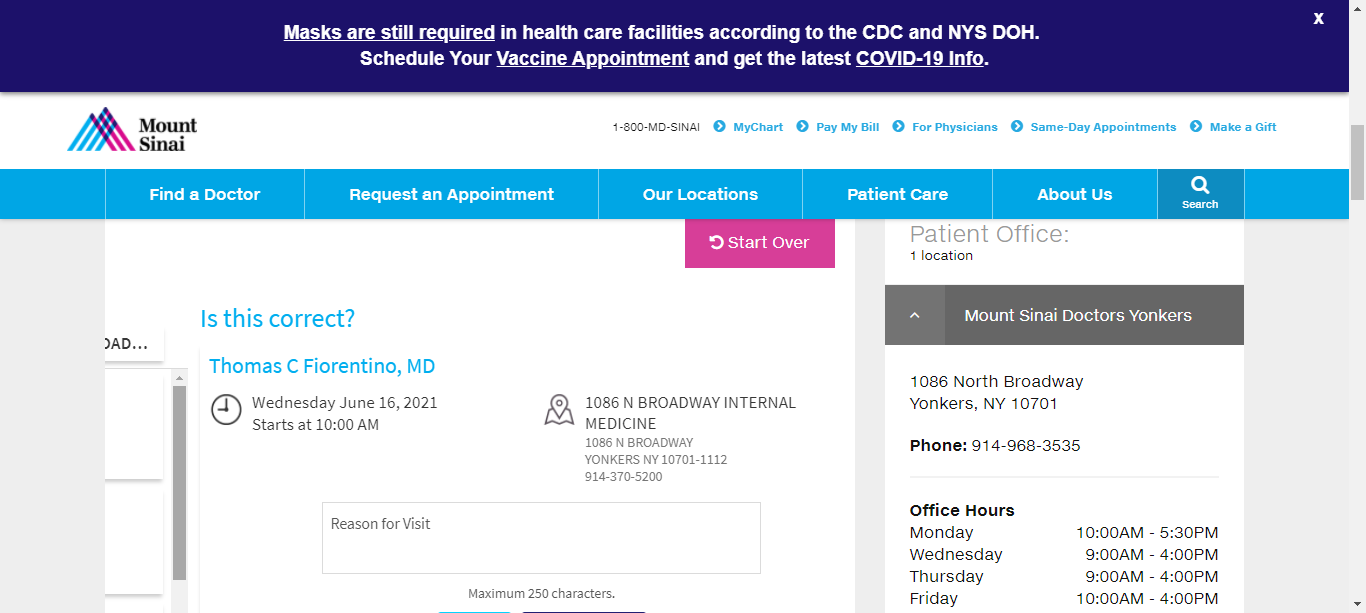 Masks are still required in health care facilities according to the CDC and NYS DOH.
Schedule Your Vaccine Appointment and get the latest COVID-19 Info.
X
Mount
Sinai
1-800-MD-SINAI
MyChart
Pay My Bill
For Physicians
Same-Day Appointments
Make a Gift
Find a Doctor
Request an Appointment
Our Locations
Patient Care
About Us
Search
Start Over
Is this correct?
OAD...
Thomas C Fiorentino, MD
Wednesday June 16, 2021
Starts at 10:00 AM
1086 N BROADWAY INTERNAL
MEDICINE
1086 N BROADWAY
YONKERS NY 10701-1112
914-370-5200
Reason for Visit
Maximum 250 characters.
Patient Office:
1 location
Mount Sinai Doctors Yonkers
1086 North Broadway
Yonkers, NY 10701
Phone: 914-968-3535
Office Hours
Monday 10:00AM - 5:30PM
Wednesday 9:00AM - 4:00PM
Thursday 9:00AM - 4:00PM
Friday 10:00AM - 4:00PM